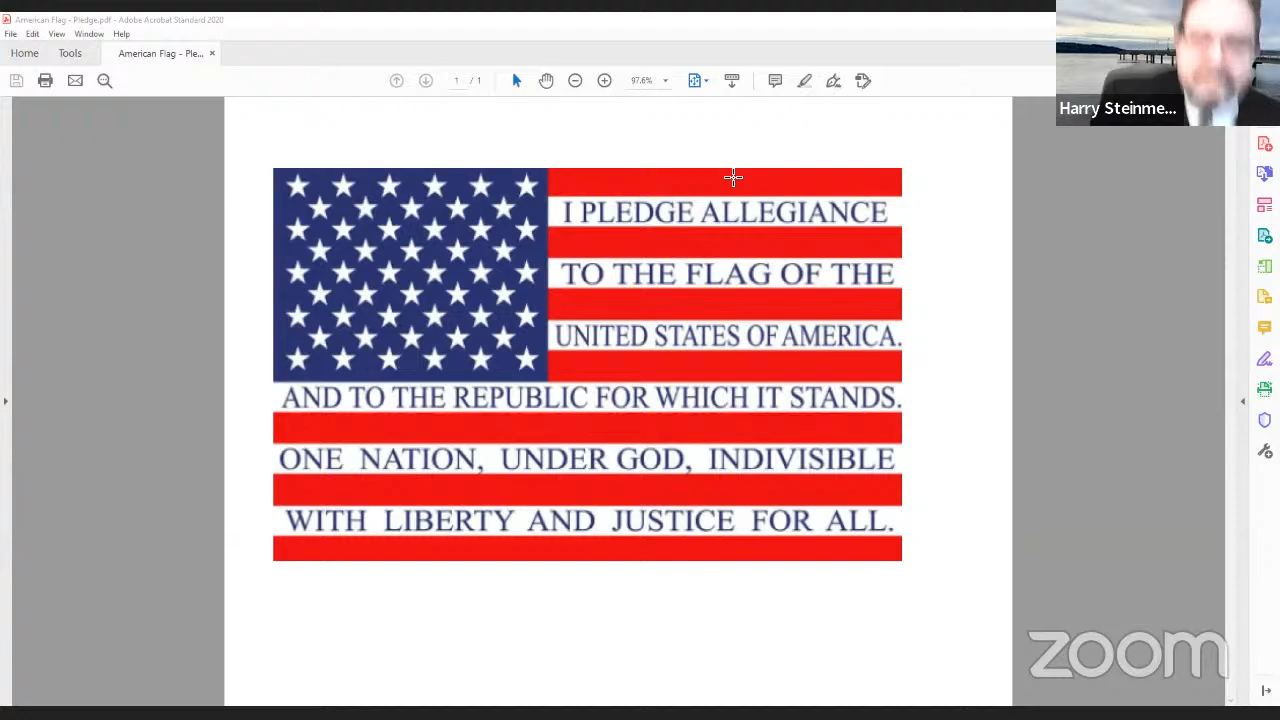 American Flag - Pledge.pdf - Adobe Acrobat Standard 2020
File Edit View Window Help
Home Tools American Flag - Ple... ×
1 / 1 97.6%
Harry Steinme...
I PLEDGE ALLEGIANCE
TO THE FLAG OF THE
UNITED STATES OF AMERICA.
AND TO THE REPUBLIC FOR WHICH IT STANDS.
ONE NATION, UNDER GOD, INDIVISIBLE
WITH LIBERTY AND JUSTICE FOR ALL.
zoom